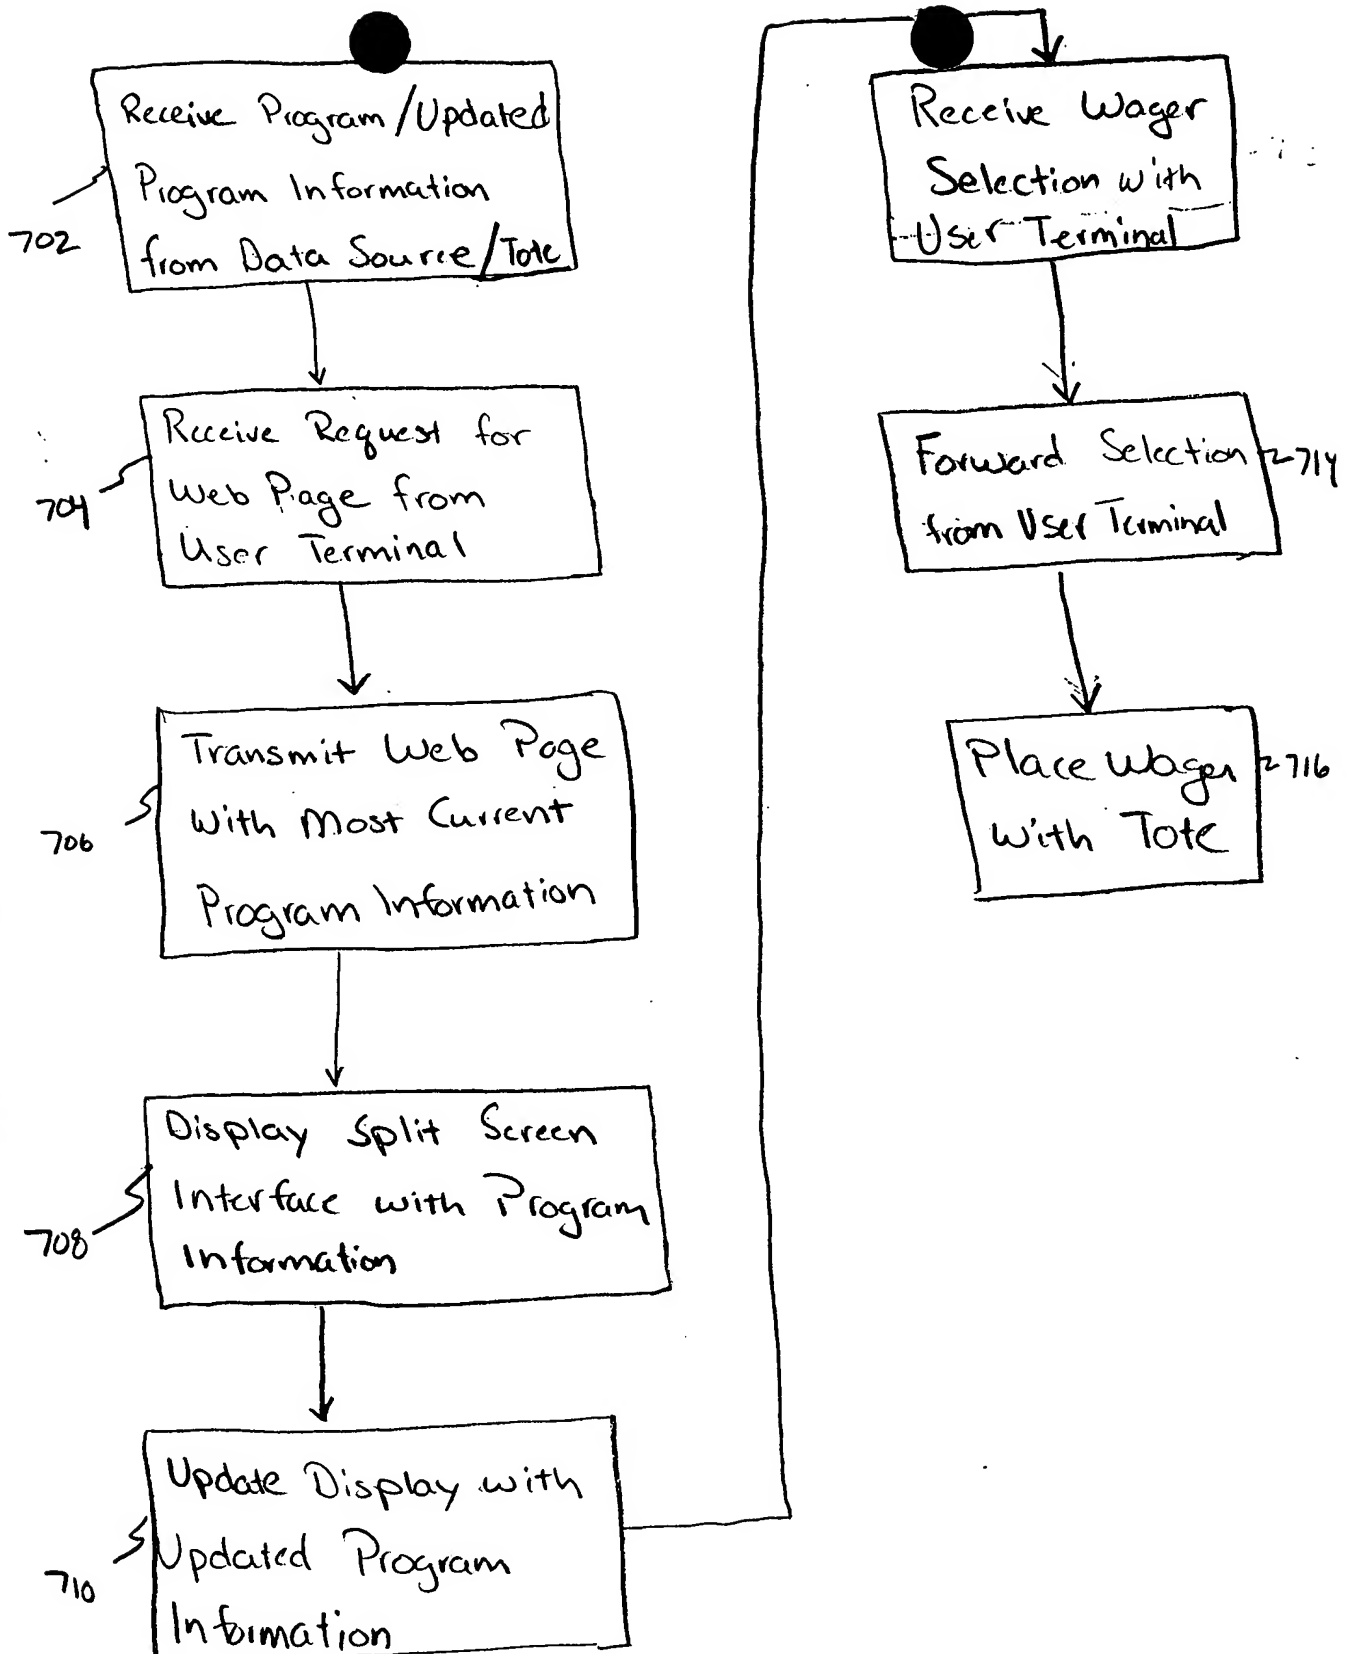 Receive Program/Updated
Program Information
from Data Source/Tote
702
Receive Request for
Web Page from
User Terminal
704
Transmit Web Page
With Most Current
Program Information
706
Display Split Screen
Interface with Program
Information
708
Update Display with
Updated Program
Information
710
Receive Wager
Selection with
User Terminal
Forward Selection
from User Terminal
714
Place Wager
with Tote
716